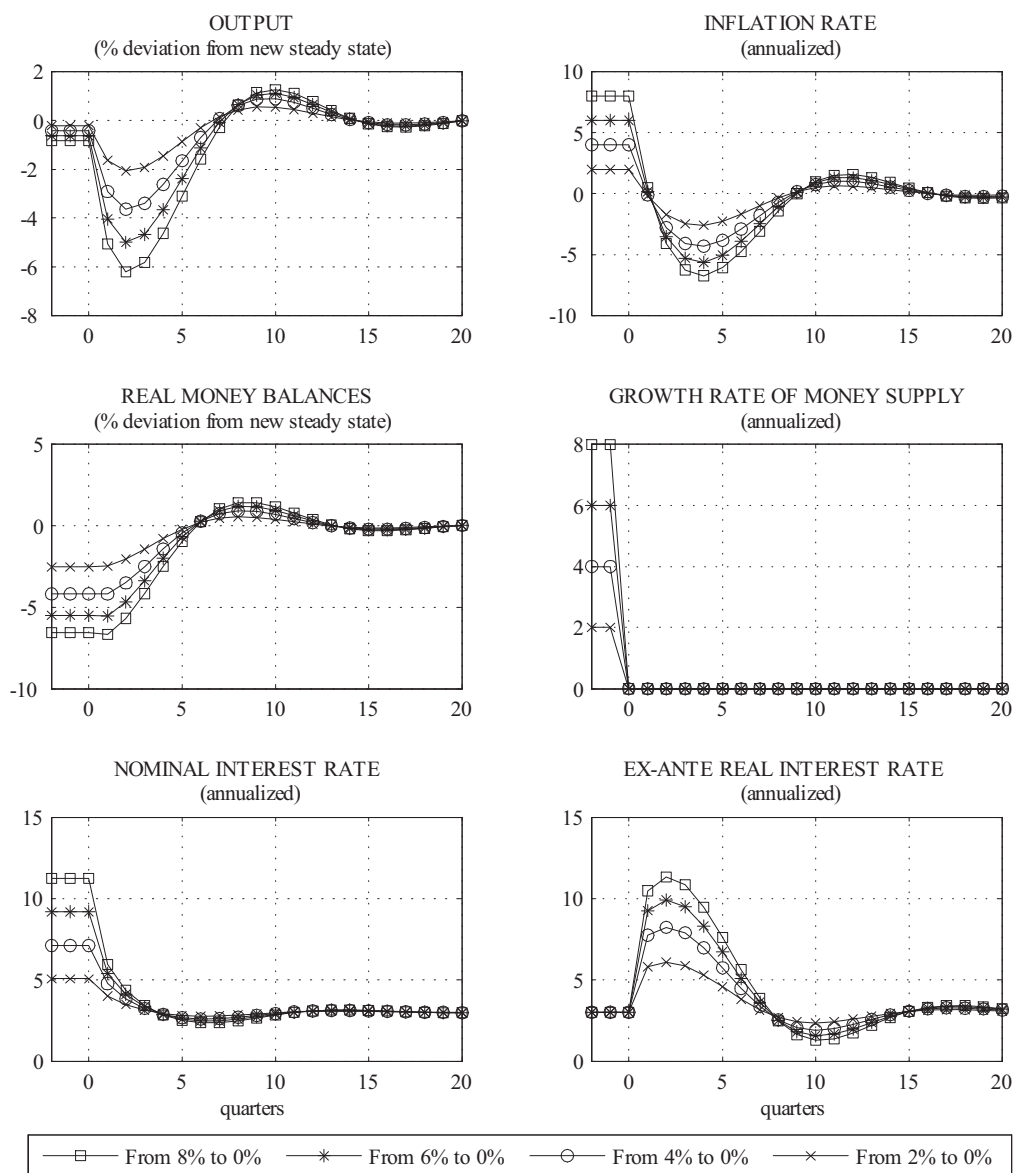 OUTPUT
(% deviation from new steady state)
2
0
-2
-4
-6
-8
0 5 10 15 20
INFLATION RATE
(annualized)
10
5
0
-5
-10
0 5 10 15 20
REAL MONEY BALANCES
(% deviation from new steady state)
5
0
-5
-10
0 5 10 15 20
GROWTH RATE OF MONEY SUPPLY
(annualized)
8
6
4
2
0
0 5 10 15 20
NOMINAL INTEREST RATE
(annualized)
15
10
5
0
0 5 10 15 20
quarters
EX-ANTE REAL INTEREST RATE
(annualized)
15
10
5
0
0 5 10 15 20
quarters
From 8% to 0% From 6% to 0% From 4% to 0% From 2% to 0%